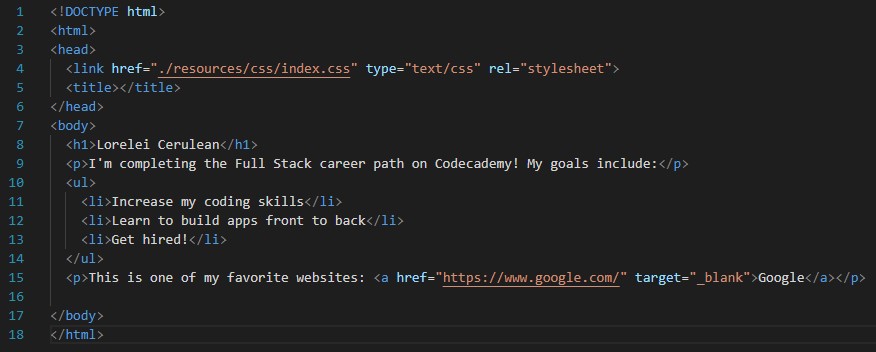 1 <!DOCTYPE html>
2 <html>
3 <head>
4   <link href="./resources/css/index.css" type="text/css" rel="stylesheet">
5   <title></title>
6 </head>
7 <body>
8   <h1>Lorelei Cerulean</h1>
9   <p>I'm completing the Full Stack career path on Codecademy! My goals include:</p>
10   <ul>
11     <li>Increase my coding skills</li>
12     <li>Learn to build apps front to back</li>
13     <li>Get hired!</li>
14   </ul>
15   <p>This is one of my favorite websites: <a href="https://www.google.com/" target="_blank">Google</a></p>
16
17 </body>
18 </html>